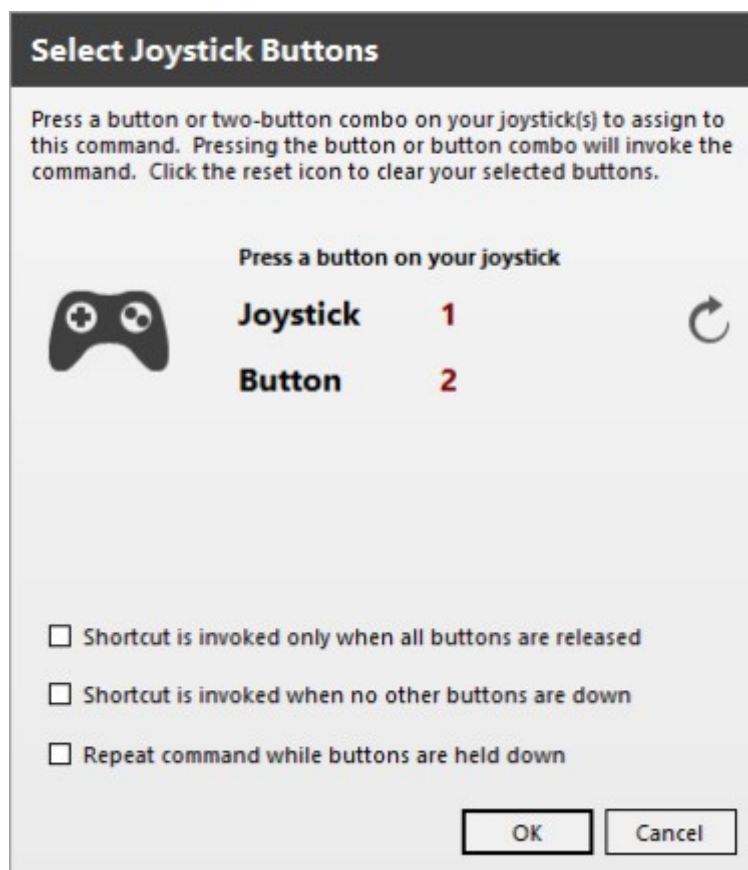 Select Joystick Buttons
Press a button or two-button combo on your joystick(s) to assign to
this command.  Pressing the button or button combo will invoke the
command.  Click the reset icon to clear your selected buttons.
Press a button on your joystick
Joystick 1
Button 2
Shortcut is invoked only when all buttons are released
Shortcut is invoked when no other buttons are down
Repeat command while buttons are held down
OK Cancel